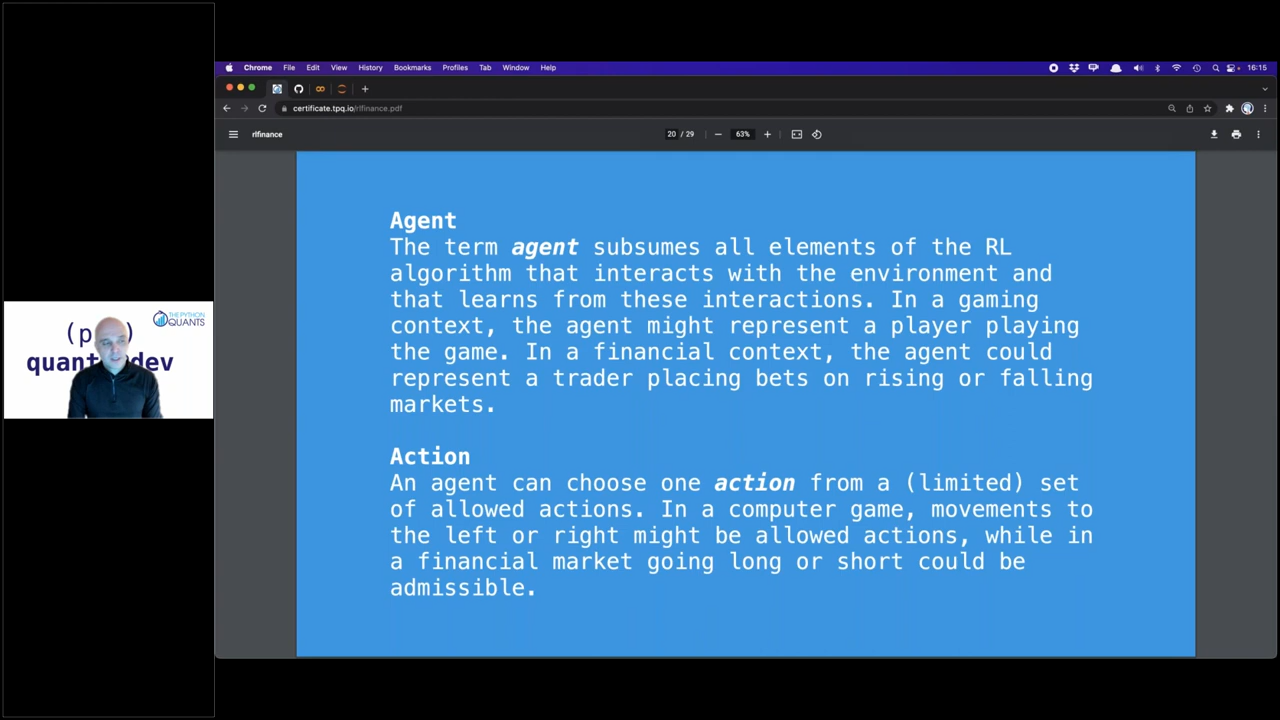 Chrome File Edit View History Bookmarks Profiles Tab Window Help 16:15
certificate.tpq.io/rlfinance.pdf
rlfinance 20 / 29 63%
Agent
The term agent subsumes all elements of the RL
algorithm that interacts with the environment and
that learns from these interactions. In a gaming
context, the agent might represent a player playing
the game. In a financial context, the agent could
represent a trader placing bets on rising or falling
markets.
Action
An agent can choose one action from a (limited) set
of allowed actions. In a computer game, movements to
the left or right might be allowed actions, while in
a financial market going long or short could be
admissible.
THE PYTHON
QUANTS